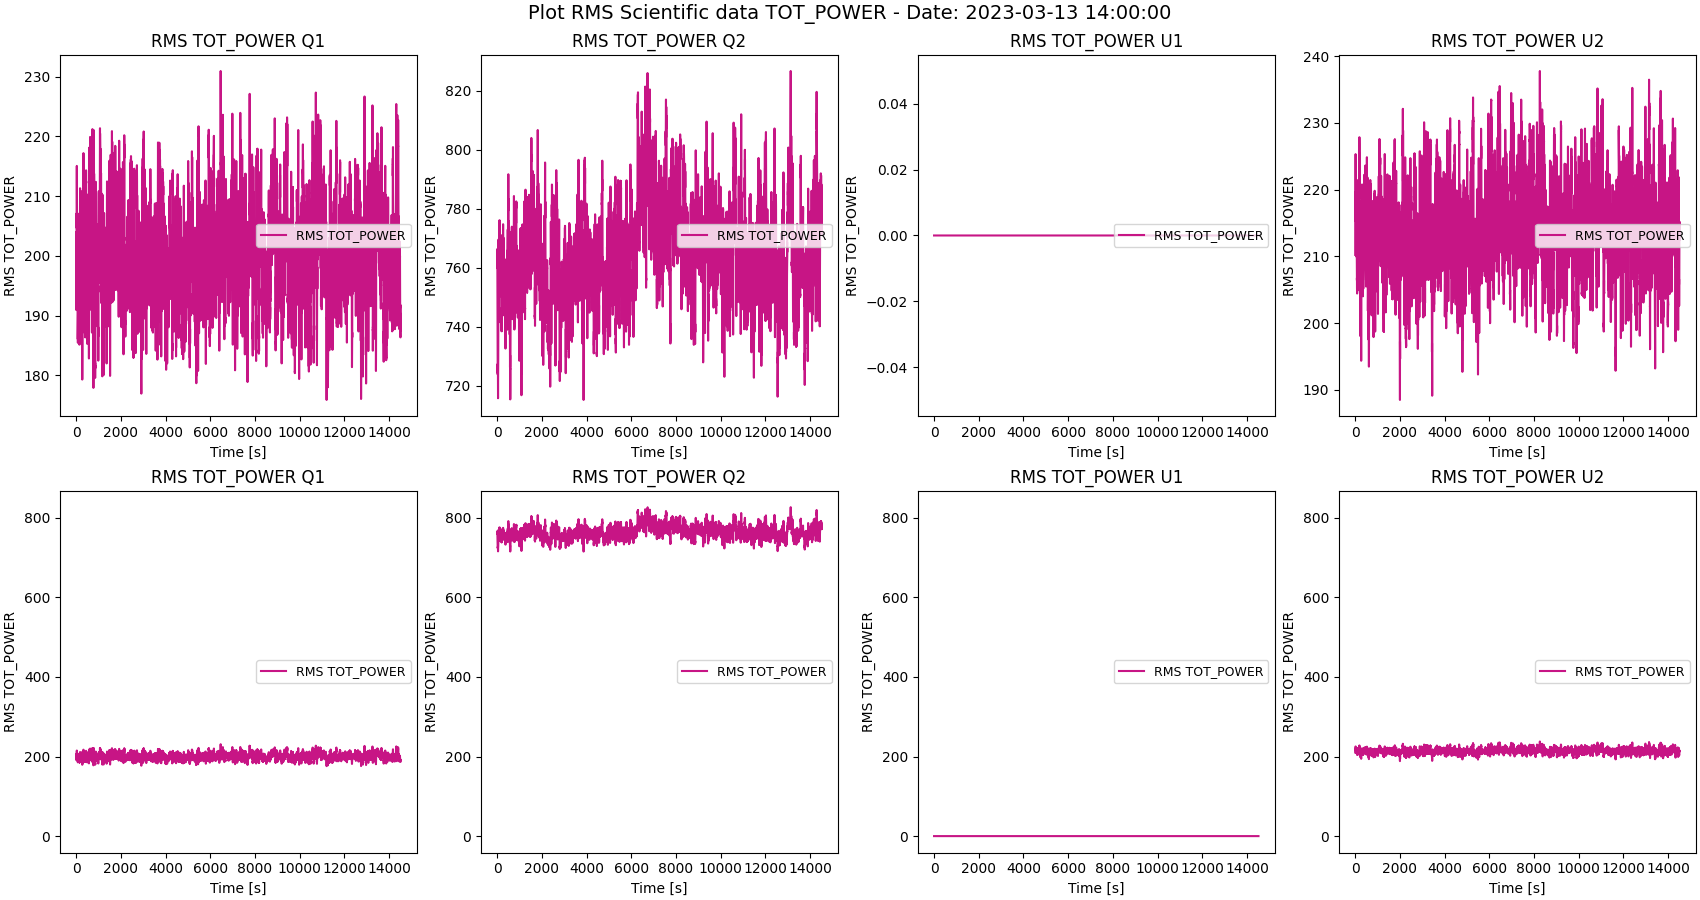 Plot RMS Scientific data TOT_POWER - Date: 2023-03-13 14:00:00
RMS TOT_POWER Q1
RMS TOT_POWER
230
220
210
200
190
180
RMS TOT_POWER
0 2000 4000 6000 8000 10000 12000 14000
Time [s]
RMS TOT_POWER Q2
RMS TOT_POWER
820
800
780
760
740
720
RMS TOT_POWER
0 2000 4000 6000 8000 10000 12000 14000
Time [s]
RMS TOT_POWER U1
RMS TOT_POWER
0.04
0.02
0.00
−0.02
−0.04
RMS TOT_POWER
0 2000 4000 6000 8000 10000 12000 14000
Time [s]
RMS TOT_POWER U2
RMS TOT_POWER
240
230
220
210
200
190
RMS TOT_POWER
0 2000 4000 6000 8000 10000 12000 14000
Time [s]
RMS TOT_POWER Q1
RMS TOT_POWER
800
600
400
200
0
RMS TOT_POWER
0 2000 4000 6000 8000 10000 12000 14000
Time [s]
RMS TOT_POWER Q2
RMS TOT_POWER
800
600
400
200
0
RMS TOT_POWER
0 2000 4000 6000 8000 10000 12000 14000
Time [s]
RMS TOT_POWER U1
RMS TOT_POWER
800
600
400
200
0
RMS TOT_POWER
0 2000 4000 6000 8000 10000 12000 14000
Time [s]
RMS TOT_POWER U2
RMS TOT_POWER
800
600
400
200
0
RMS TOT_POWER
0 2000 4000 6000 8000 10000 12000 14000
Time [s]